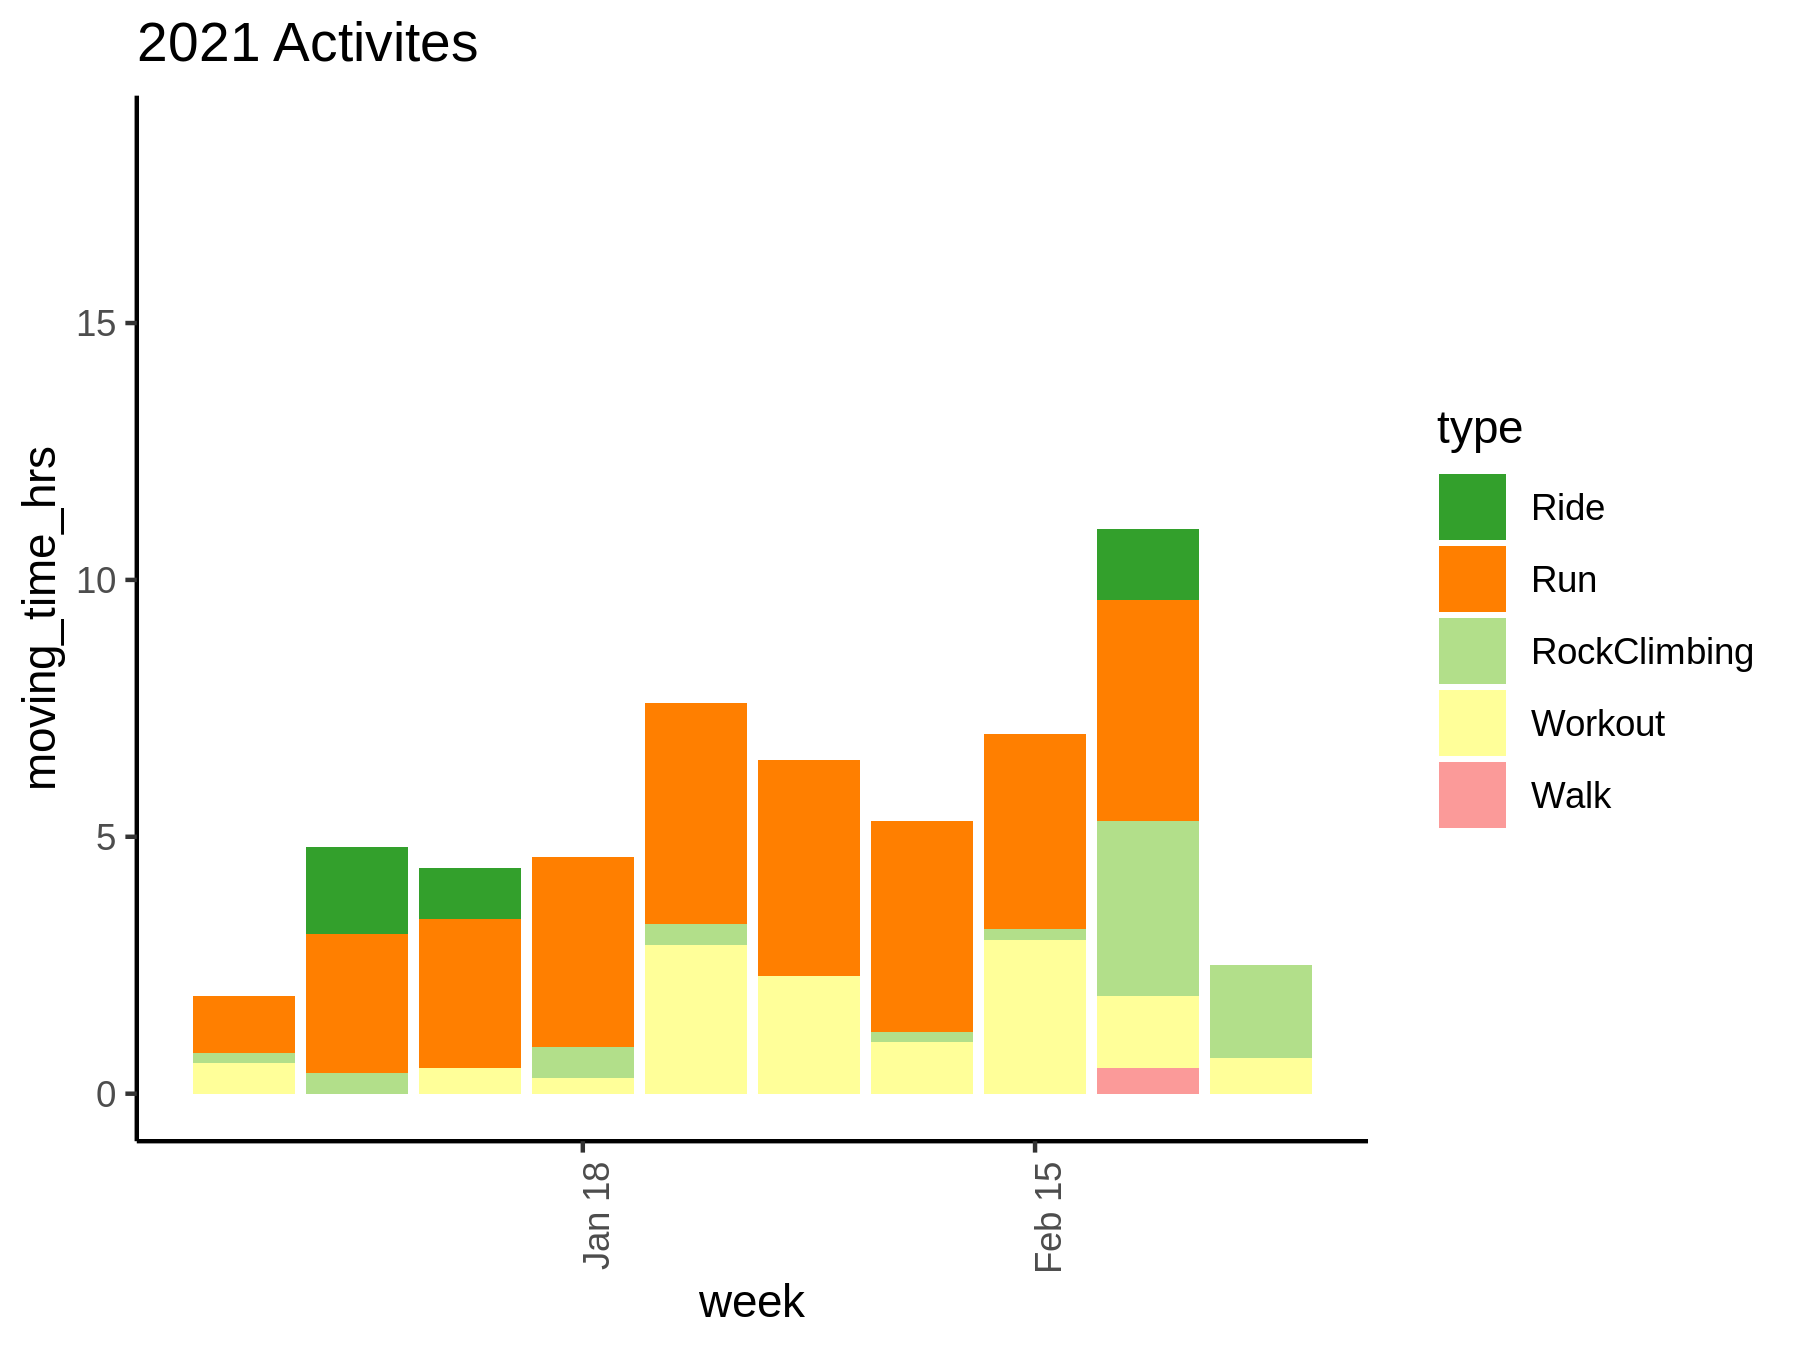 2021 Activites
moving_time_hrs
15
10
5
0
Jan 18
Feb 15
week
type
Ride
Run
RockClimbing
Workout
Walk